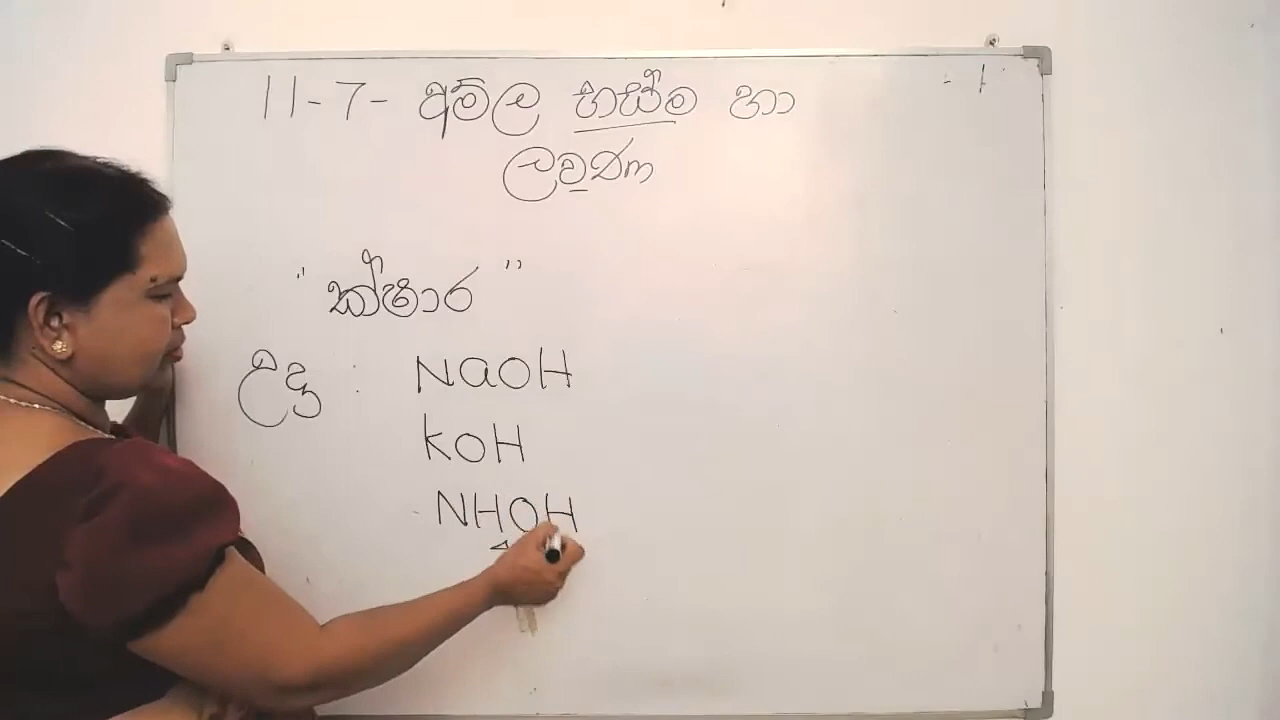 11-7- අම්ල භස්ම හා
ලවණ
"ක්ෂාර"
උදා : NaOH
KOH
NH4OH